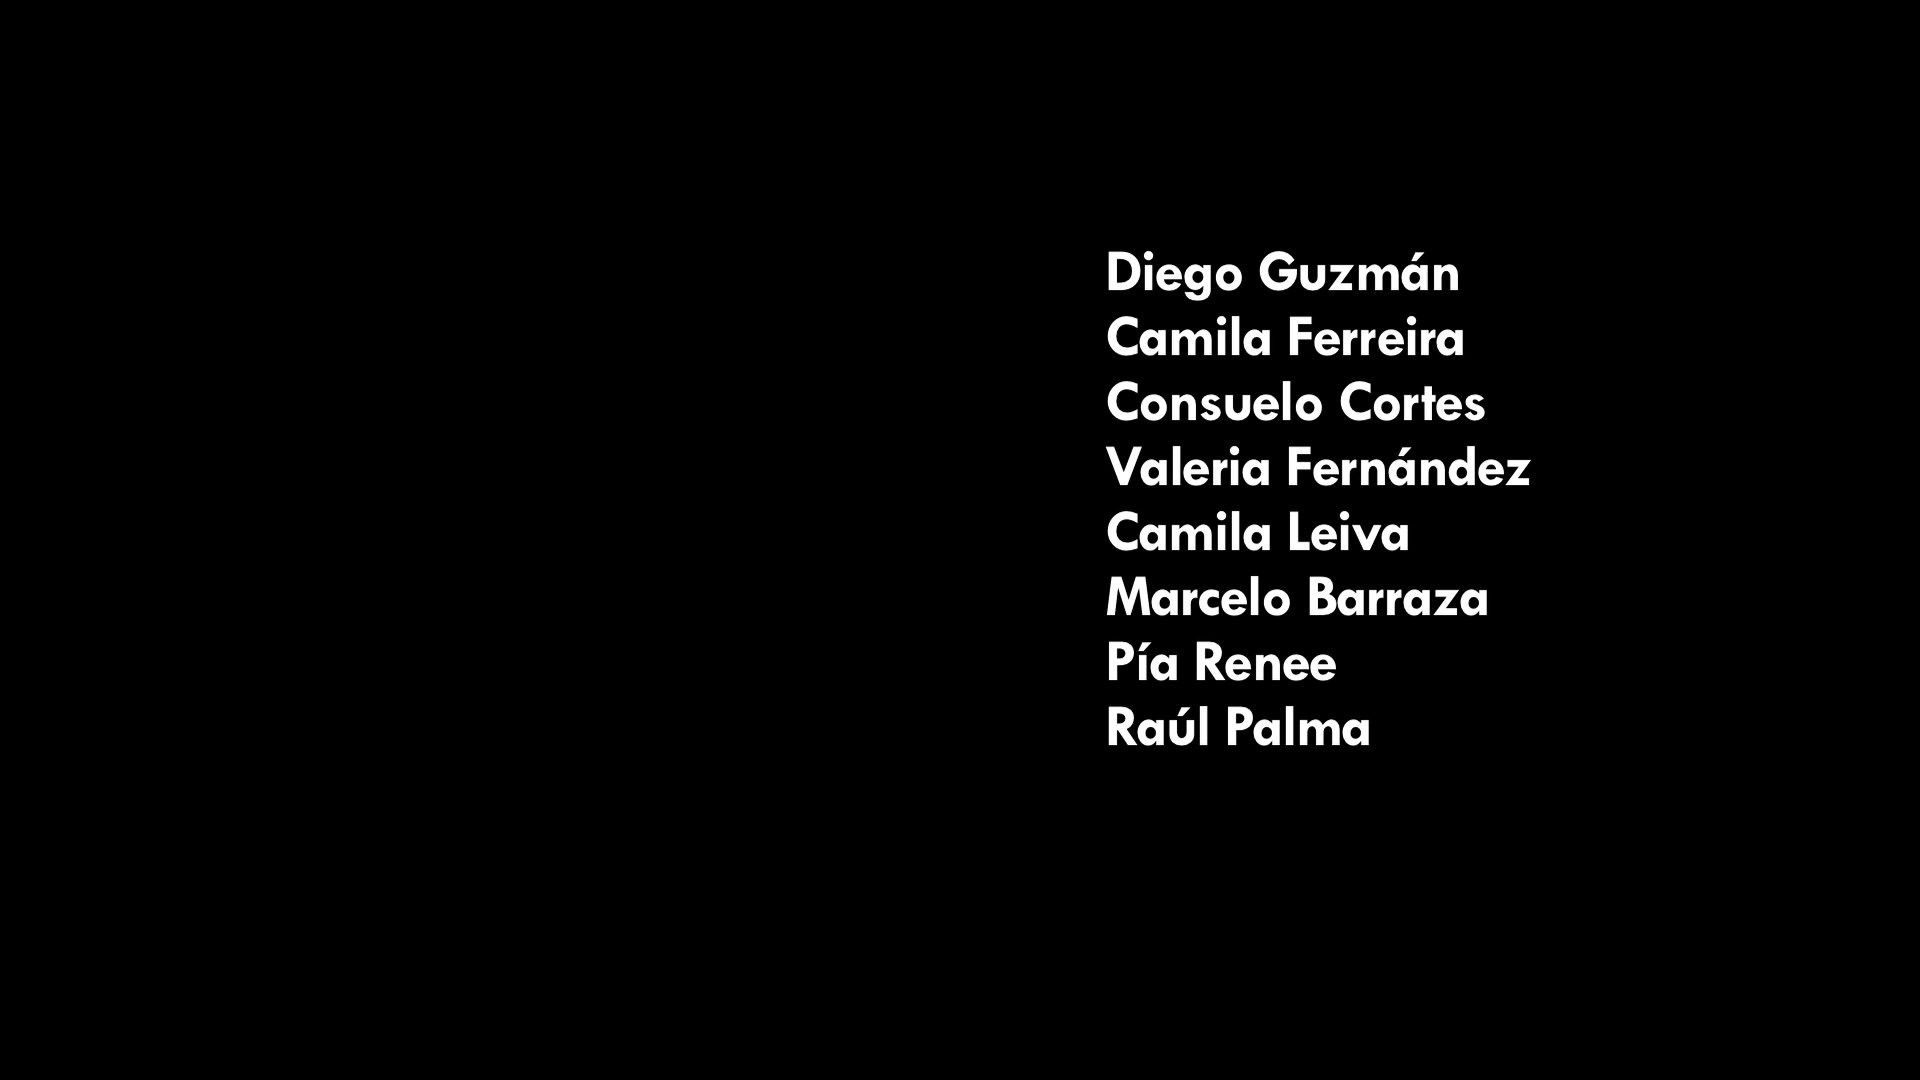 Diego Guzmán
Camila Ferreira
Consuelo Cortes
Valeria Fernández
Camila Leiva
Marcelo Barraza
Pía Renee
Raúl Palma